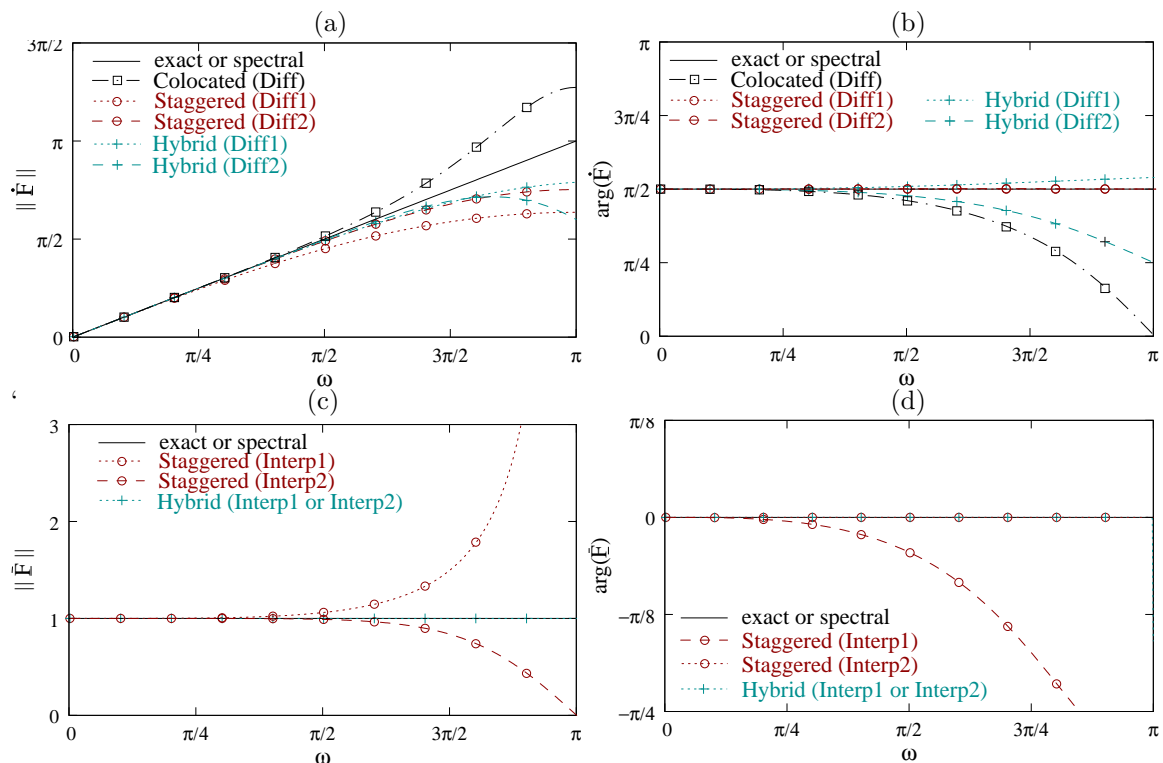 (a)
3π/2
π
π/2
0
|| Ḟ ||
exact or spectral
Colocated (Diff)
Staggered (Diff1)
Staggered (Diff2)
Hybrid (Diff1)
Hybrid (Diff2)
0 π/4 π/2 3π/2 π
ω
(b)
π
3π/4
π/2
π/4
0
arg(Ḟ)
exact or spectral
Colocated (Diff)
Staggered (Diff1)
Staggered (Diff2)
Hybrid (Diff1)
Hybrid (Diff2)
0 π/4 π/2 3π/2 π
ω
‘
(c)
3
2
1
0
|| F̄ ||
exact or spectral
Staggered (Interp1)
Staggered (Interp2)
Hybrid (Interp1 or Interp2)
0 π/4 π/2 3π/2 π
ω
(d)
π/8
0
−π/8
−π/4
arg(F̄)
exact or spectral
Staggered (Interp1)
Staggered (Interp2)
Hybrid (Interp1 or Interp2)
0 π/4 π/2 3π/4 π
ω